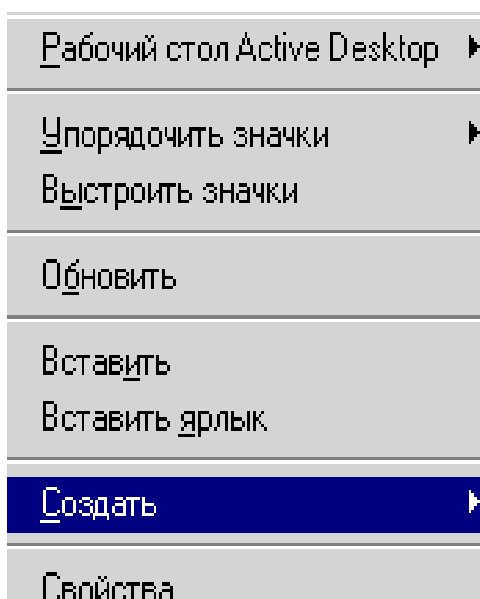 Рабочий стол Active Desktop
Упорядочить значки
Выстроить значки
Обновить
Вставить
Вставить ярлык
Создать
Свойства